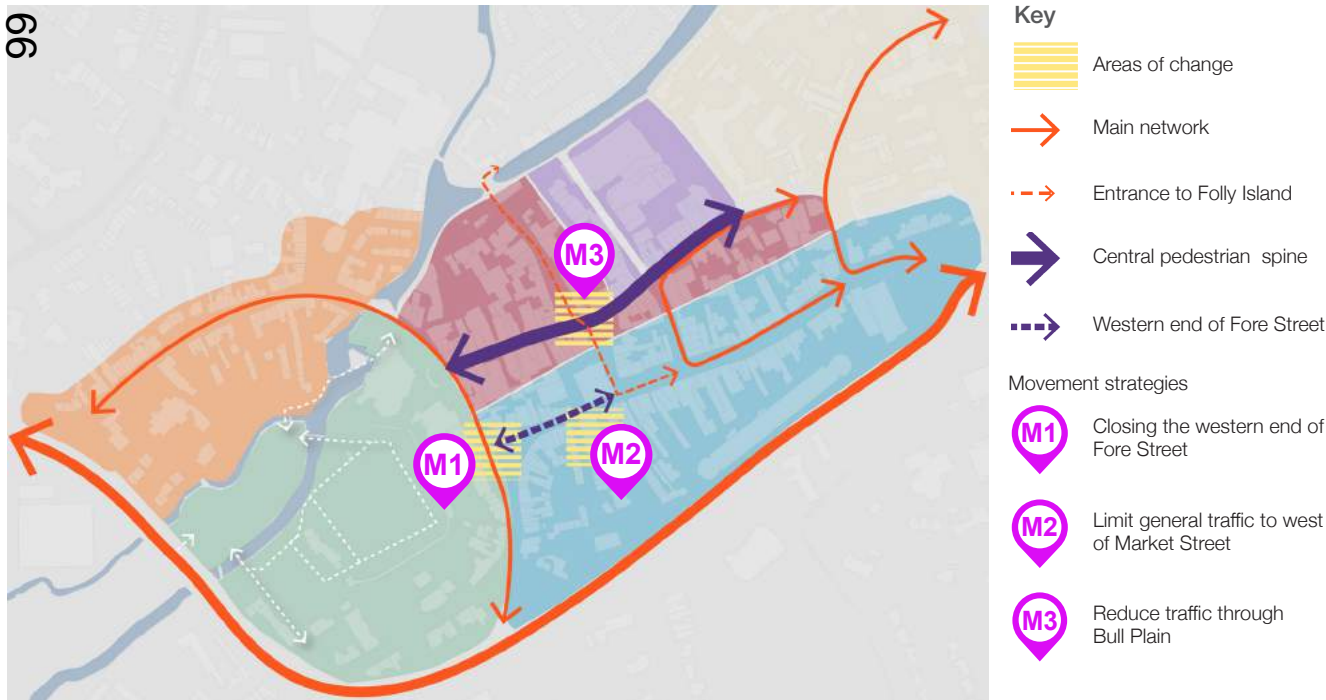 99
M3
M1
M2
Key
Areas of change
Main network
Entrance to Folly Island
Central pedestrian spine
Western end of Fore Street
Movement strategies
M1
Closing the western end of
Fore Street
M2
Limit general traffic to west
of Market Street
M3
Reduce traffic through
Bull Plain